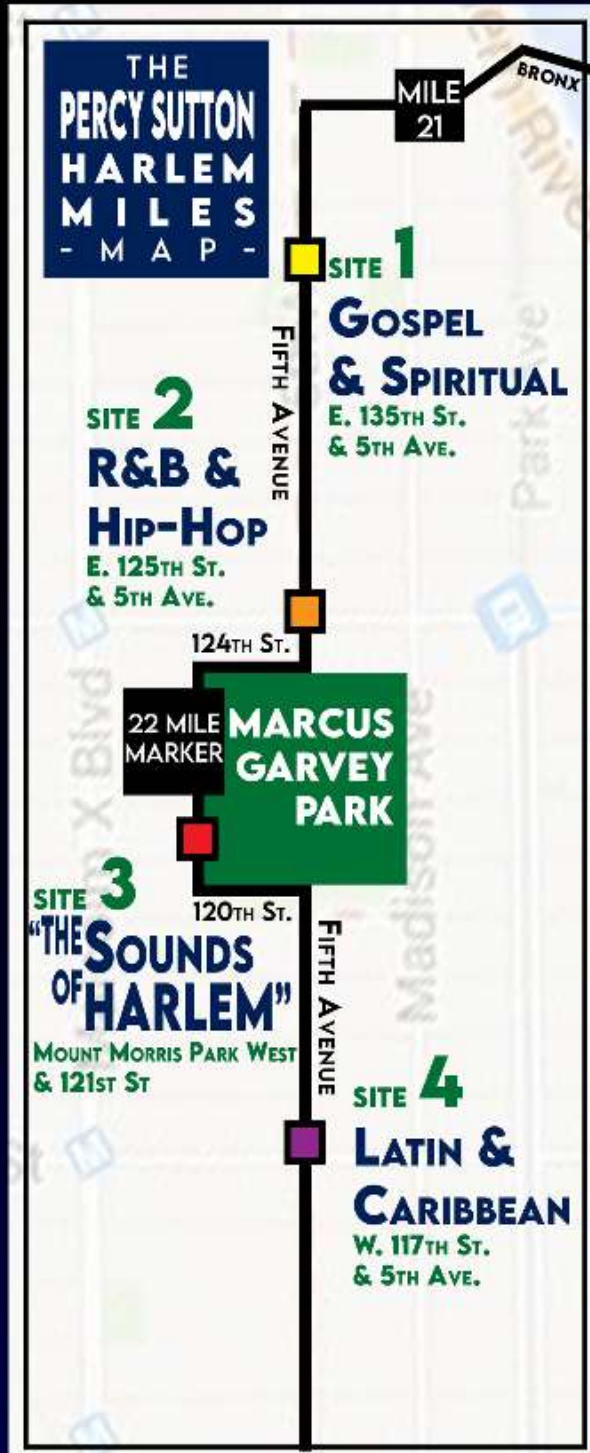 THE
PERCY SUTTON
HARLEM
MILES
- MAP -
MILE
21
BRONX
SITE 1
GOSPEL
& SPIRITUAL
E. 135TH ST.
& 5TH AVE.
FIFTH AVENUE
SITE 2
R&B &
HIP-HOP
E. 125TH ST.
& 5TH AVE.
124TH ST.
22 MILE
MARKER
MARCUS
GARVEY
PARK
SITE 3
"THE SOUNDS
OF HARLEM"
MOUNT MORRIS PARK WEST
& 121ST ST
120TH ST.
FIFTH AVENUE
SITE 4
LATIN &
CARIBBEAN
W. 117TH ST.
& 5TH AVE.
Park Ave
Madison Ave
X Blvd
St